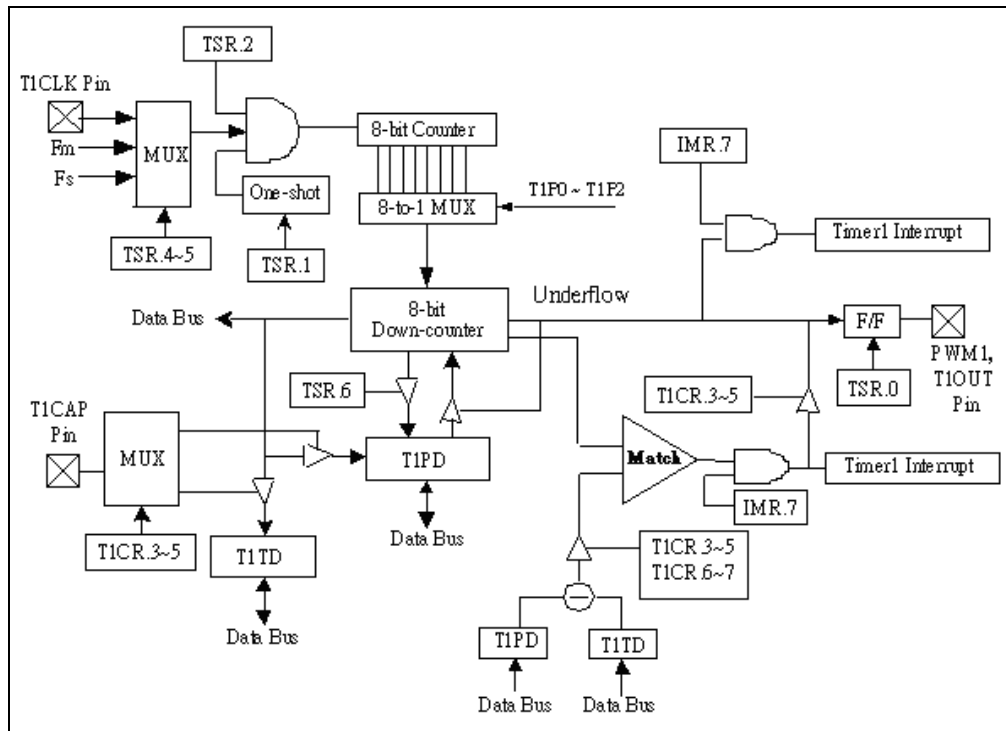 TSR.2
T1CLK Pin
8-bit Counter
IMR.7
MUX
Fm
Fs
One-shot
8-to-1 MUX
T1P0 ~ T1P2
Timer1 Interrupt
TSR.4~5
TSR.1
Underflow
8-bit
Down-counter
Data Bus
F/F
PWM1,
T1OUT
Pin
TSR.6
T1CR.3~5
TSR.0
T1CAP
Pin
MUX
T1PD
Match
Timer1 Interrupt
IMR.7
T1CR.3~5
Data Bus
T1CR.3~5
T1CR.6~7
T1TD
Data Bus
T1PD
T1TD
Data Bus
Data Bus